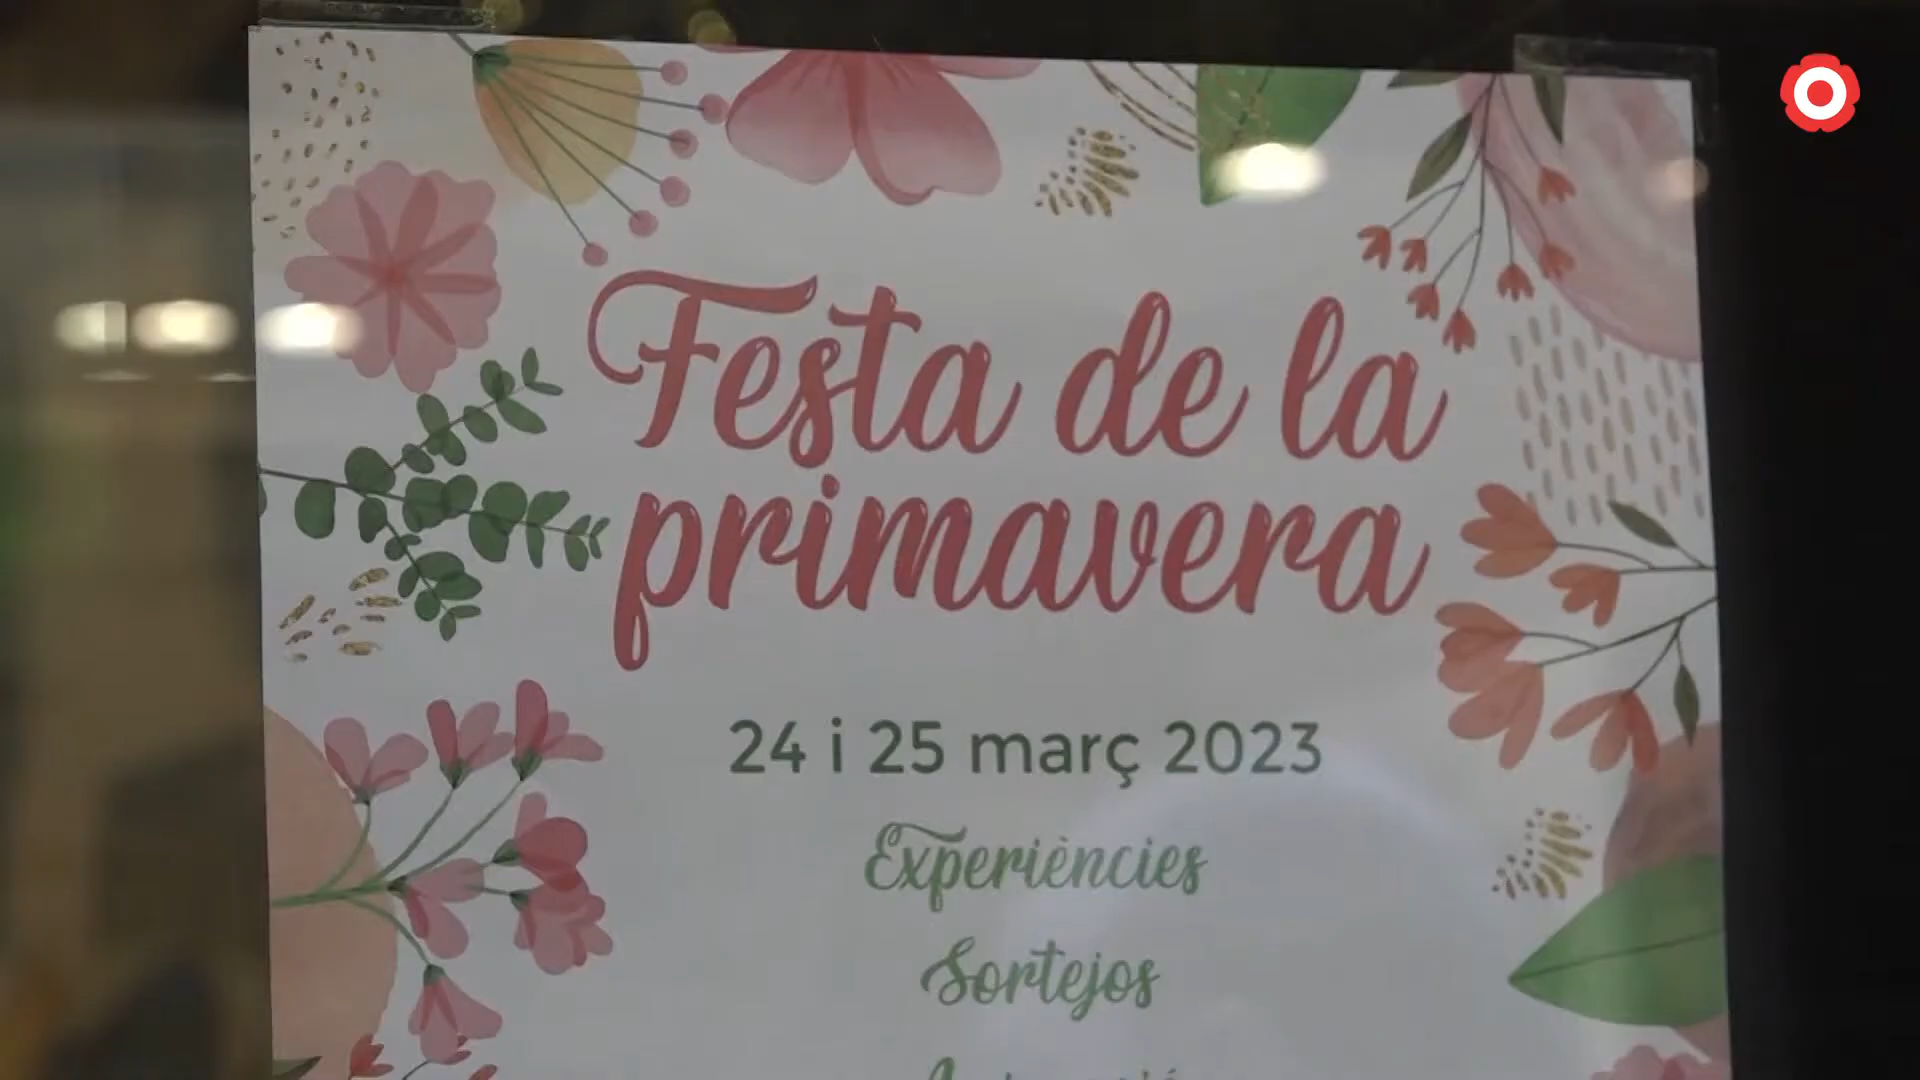 Festa de la
primavera
24 i 25 març 2023
Experiències
Sortejos